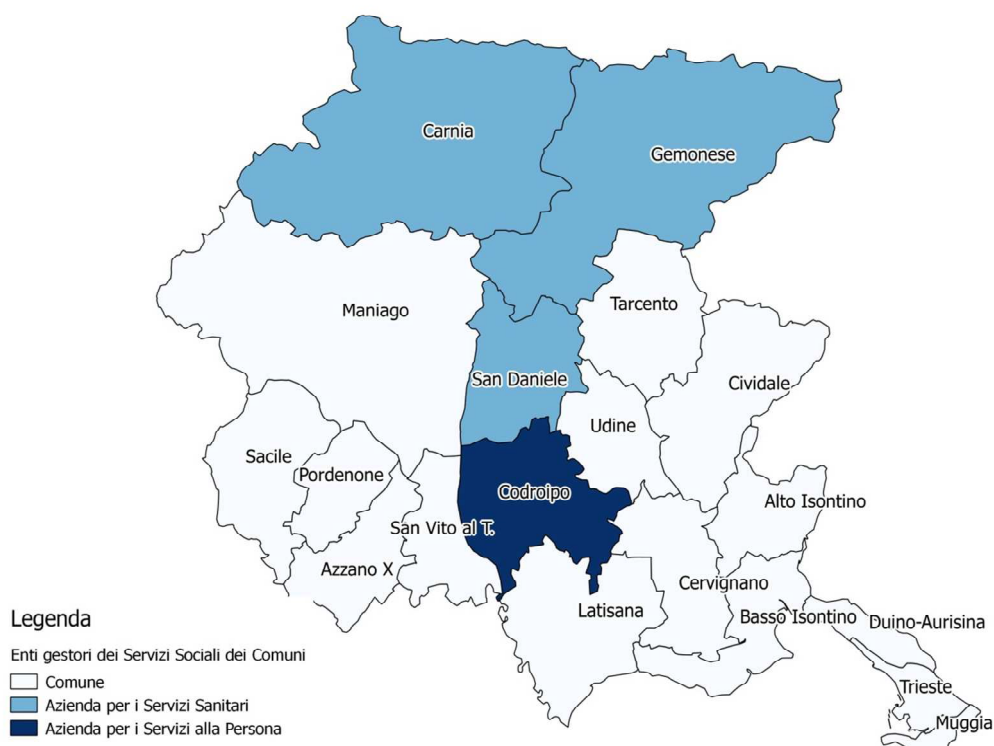 Carnia
Gemonese
Tarcento
Maniago
San Daniele
Cividale
Udine
Sacile
Pordenone
Codroipo
Alto Isontino
San Vito al T.
Azzano X
Cervignano
Latisana
Basso Isontino
Duino-Aurisina
Trieste
Muggia
Legenda
Enti gestori dei Servizi Sociali dei Comuni
Comune
Azienda per i Servizi Sanitari
Azienda per i Servizi alla Persona